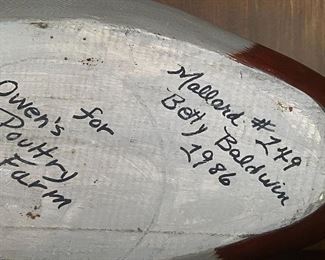 Mallard # 249
Betty Baldwin
1986
for
Owen's
Poultry
Farm